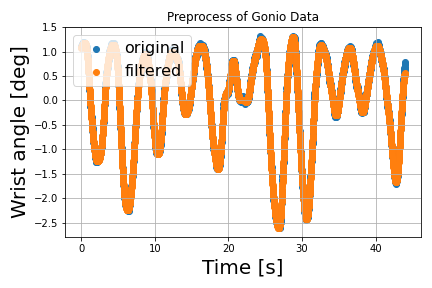 Preprocess of Gonio Data
original
filtered
Wrist angle [deg]
1.5
1.0
0.5
0.0
−0.5
−1.0
−1.5
−2.0
−2.5
0 10 20 30 40
Time [s]